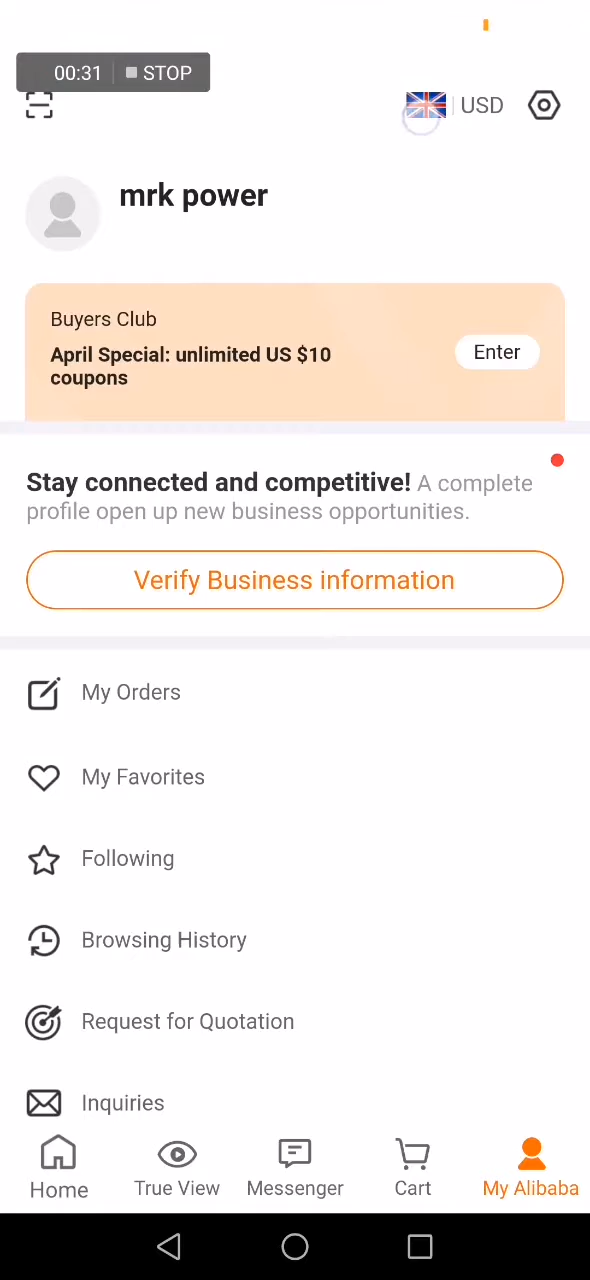 00:31 STOP
USD
mrk power
Buyers Club
April Special: unlimited US $10
coupons
Enter
Stay connected and competitive! A complete
profile open up new business opportunities.
Verify Business information
My Orders
My Favorites
Following
Browsing History
Request for Quotation
Inquiries
Home
True View
Messenger
Cart
My Alibaba